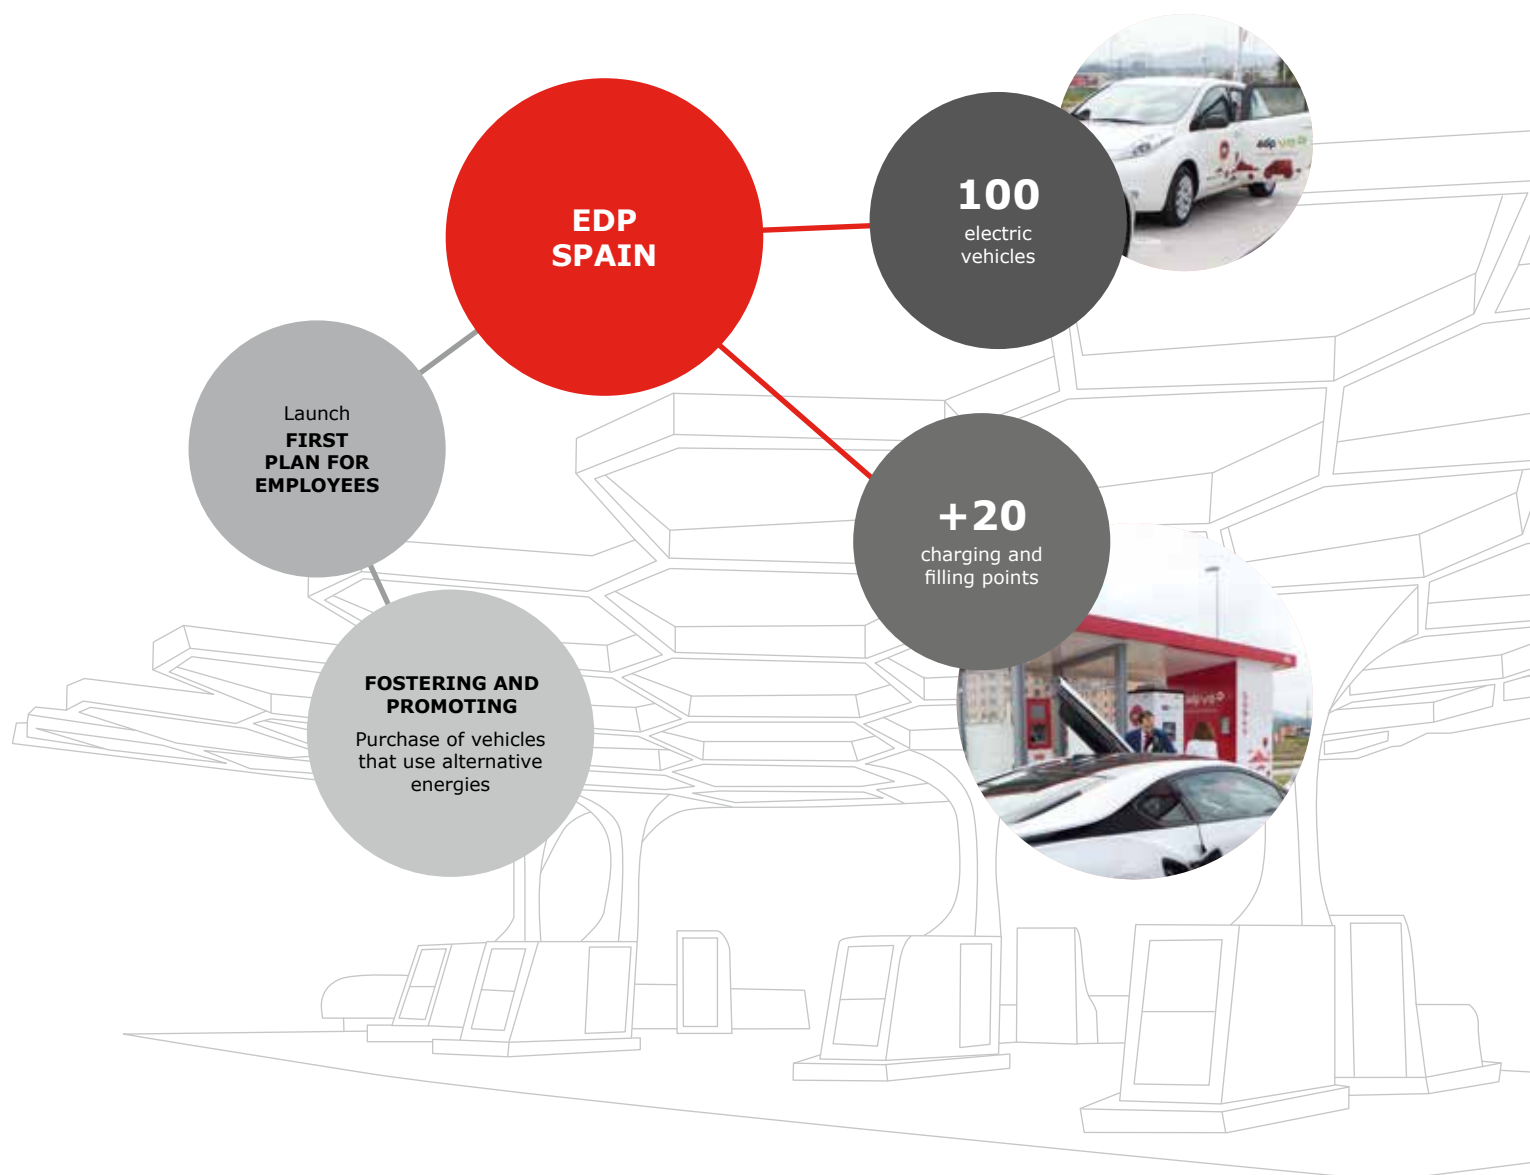 EDP
SPAIN
100
electric
vehicles
Launch
FIRST
PLAN FOR
EMPLOYEES
+20
charging and
filling points
FOSTERING AND
PROMOTING
Purchase of vehicles
that use alternative
energies
edp